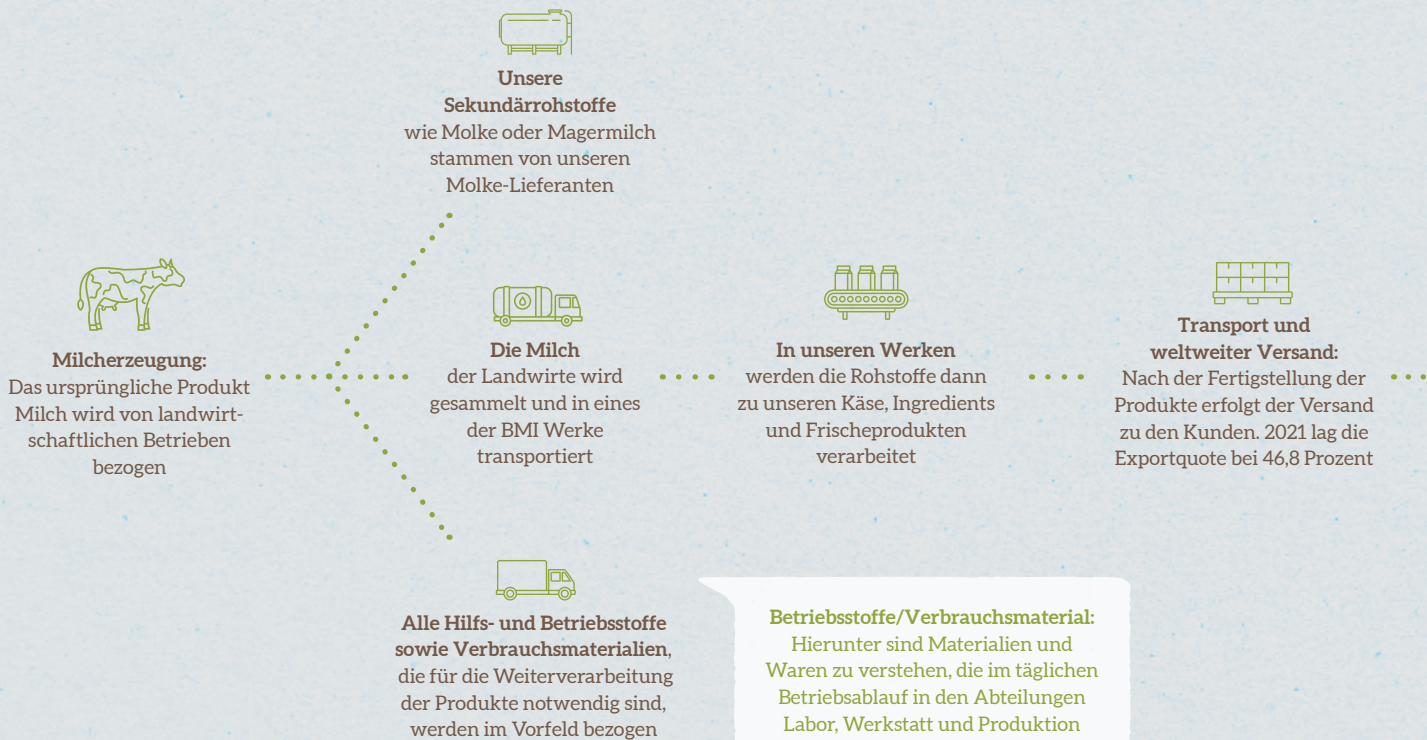 Unsere
Sekundärrohstoffe
wie Molke oder Magermilch
stammen von unseren
Molke-Lieferanten
Milcherzeugung:
Das ursprüngliche Produkt
Milch wird von landwirt-
schaftlichen Betrieben
bezogen
Die Milch
der Landwirte wird
gesammelt und in eines
der BMI Werke
transportiert
In unseren Werken
werden die Rohstoffe dann
zu unseren Käse, Ingredients
und Frischeprodukten
verarbeitet
Transport und
weltweiter Versand:
Nach der Fertigstellung der
Produkte erfolgt der Versand
zu den Kunden. 2021 lag die
Exportquote bei 46,8 Prozent
Alle Hilfs- und Betriebsstoffe
sowie Verbrauchsmaterialien,
die für die Weiterverarbeitung
der Produkte notwendig sind,
werden im Vorfeld bezogen
Betriebsstoffe/Verbrauchsmaterial:
Hierunter sind Materialien und
Waren zu verstehen, die im täglichen
Betriebsablauf in den Abteilungen
Labor, Werkstatt und Produktion